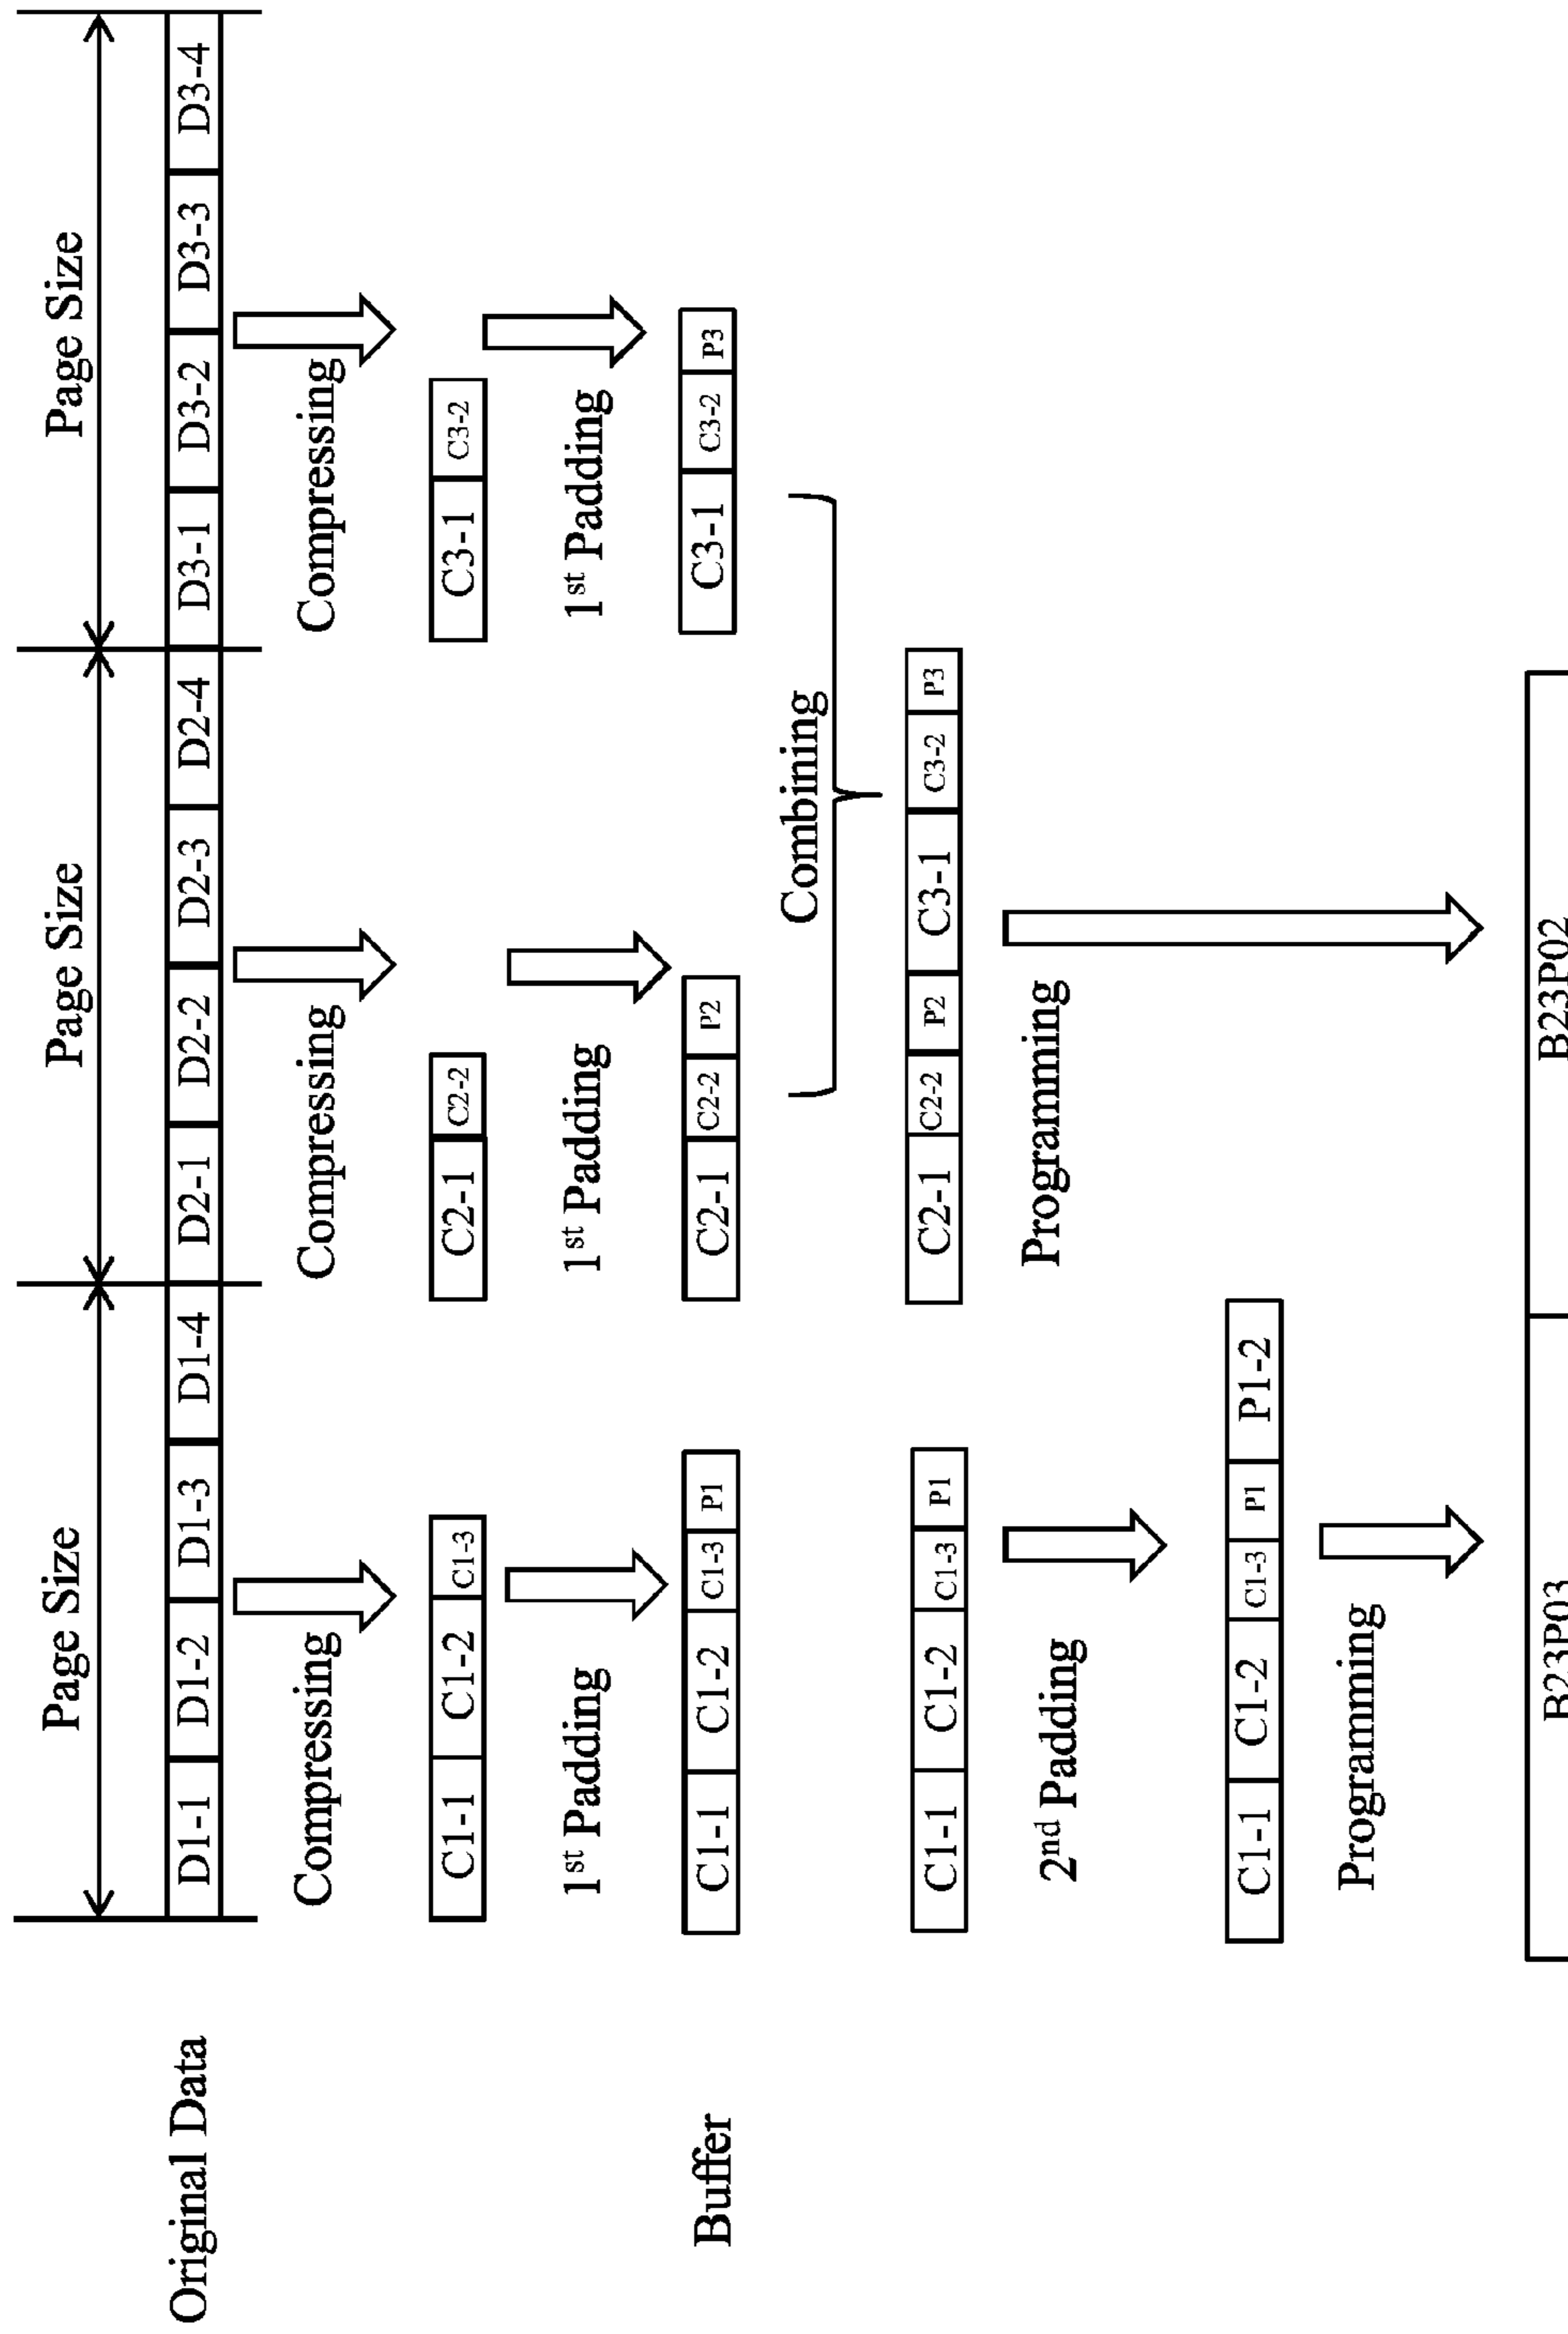 Page Size Page Size Page Size
Original Data D1-1 D1-2 D1-3 D1-4 D2-1 D2-2 D2-3 D2-4 D3-1 D3-2 D3-3 D3-4
Compressing Compressing Compressing
C1-1 C1-2 C1-3 C2-1 C2-2 C3-1 C3-2
1st Padding 1st Padding 1st Padding
Buffer C1-1 C1-2 C1-3 P1 C2-1 C2-2 P2 C3-1 C3-2 P3
Combining
C1-1 C1-2 C1-3 P1 C2-1 C2-2 P2 C3-1 C3-2 P3
2nd Padding Programming
C1-1 C1-2 C1-3 P1 P1-2
Programming
B23P03 B23P02